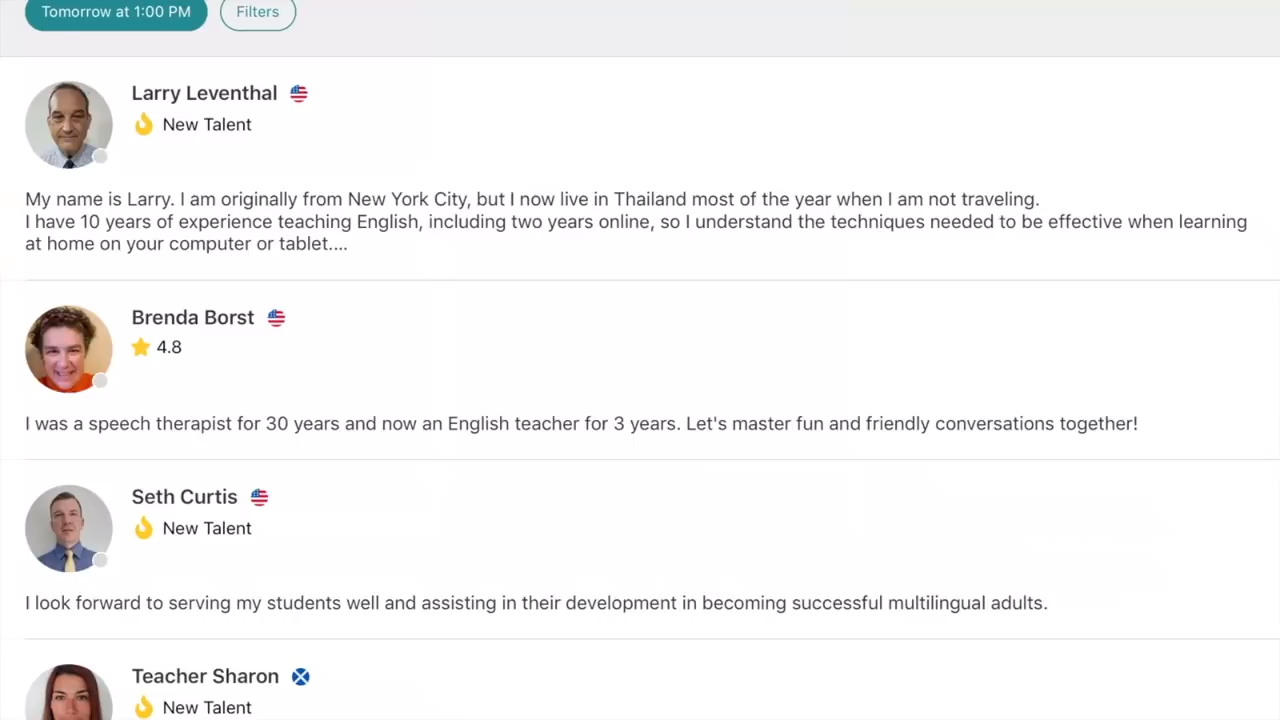 Tomorrow at 1:00 PM
Filters
Larry Leventhal
New Talent
My name is Larry. I am originally from New York City, but I now live in Thailand most of the year when I am not traveling.
I have 10 years of experience teaching English, including two years online, so I understand the techniques needed to be effective when learning
at home on your computer or tablet....
Brenda Borst
4.8
I was a speech therapist for 30 years and now an English teacher for 3 years. Let's master fun and friendly conversations together!
Seth Curtis
New Talent
I look forward to serving my students well and assisting in their development in becoming successful multilingual adults.
Teacher Sharon
New Talent